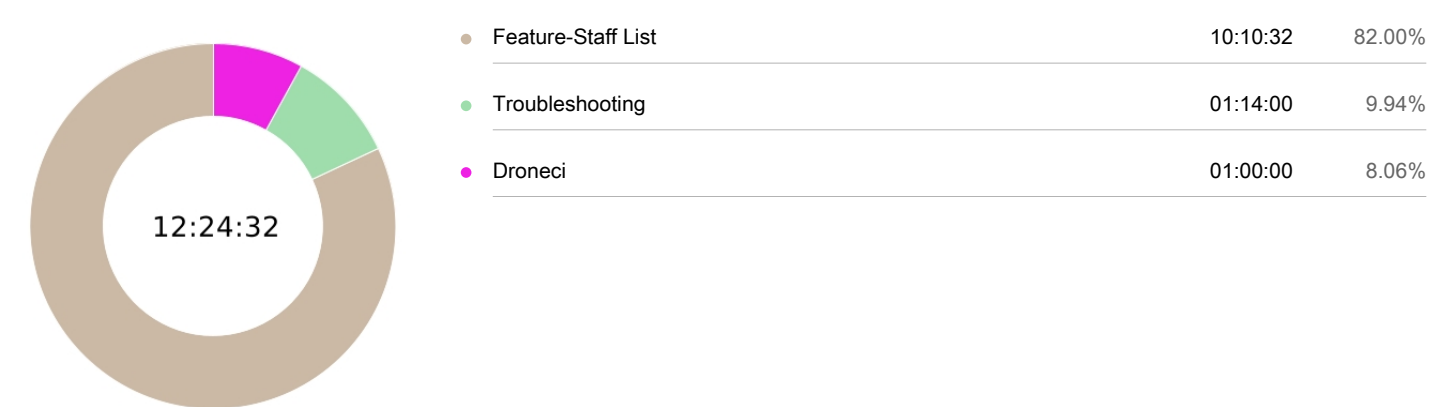 Feature-Staff List 10:10:32 82.00%
Troubleshooting 01:14:00 9.94%
Droneci 01:00:00 8.06%
12:24:32